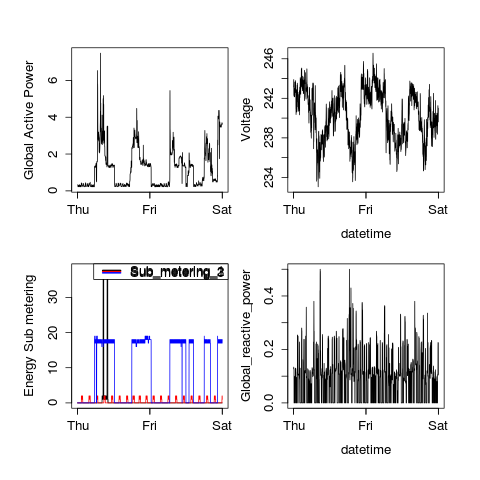 Global Active Power
6
4
2
0
Thu Fri Sat
Voltage
246
242
238
234
Thu Fri Sat
datetime
Energy Sub metering
30
20
10
0
Sub_metering_3
Thu Fri Sat
Global_reactive_power
0.4
0.2
0.0
Thu Fri Sat
datetime